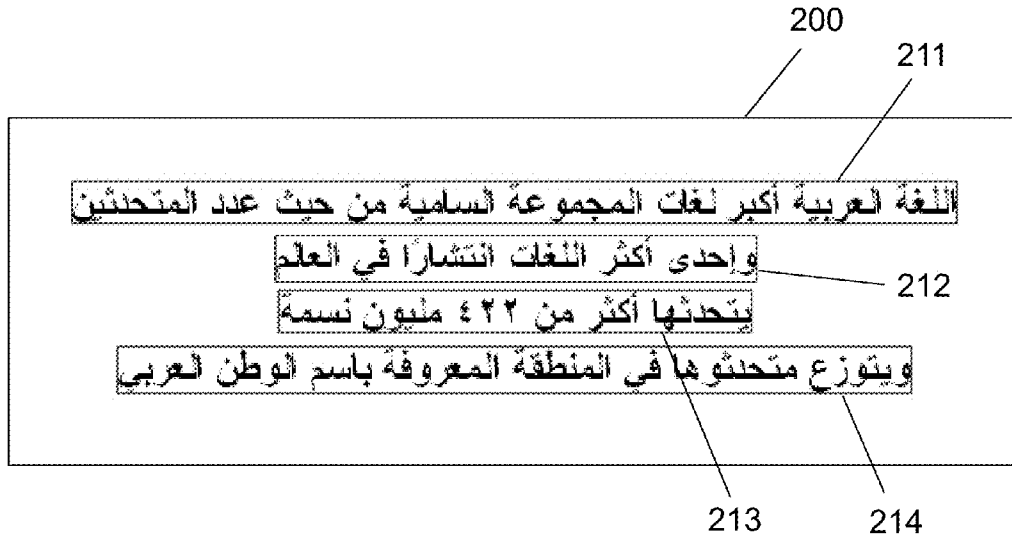 200
211
اللغة العربية أكبر لغات المجموعة السامية من حيث عدد المتحدثين
وإحدى أكثر اللغات انتشارًا في العالم
212
يتحدثها أكثر من ٤٢٢ مليون نسمة
ويتوزع متحدثوها في المنطقة المعروفة باسم الوطن العربي
213
214